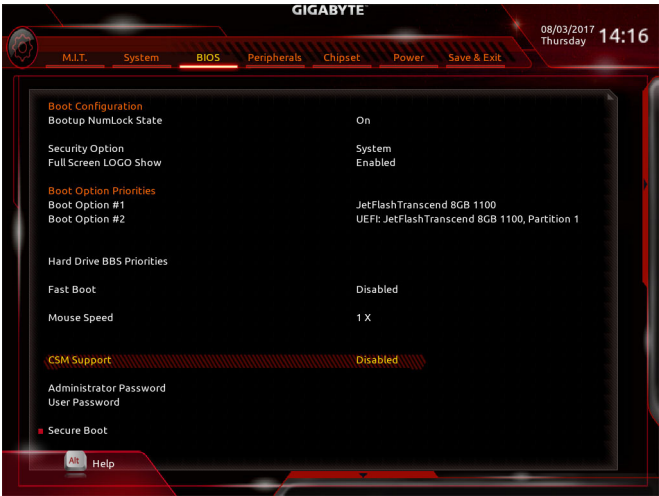 GIGABYTE™
08/03/2017 Thursday 14:16
M.I.T. System BIOS Peripherals Chipset Power Save & Exit
Boot Configuration
Bootup NumLock State On
Security Option System
Full Screen LOGO Show Enabled
Boot Option Priorities
Boot Option #1 JetFlashTranscend 8GB 1100
Boot Option #2 UEFI: JetFlashTranscend 8GB 1100, Partition 1
Hard Drive BBS Priorities
Fast Boot Disabled
Mouse Speed 1 X
CSM Support Disabled
Administrator Password
User Password
Secure Boot
Alt Help